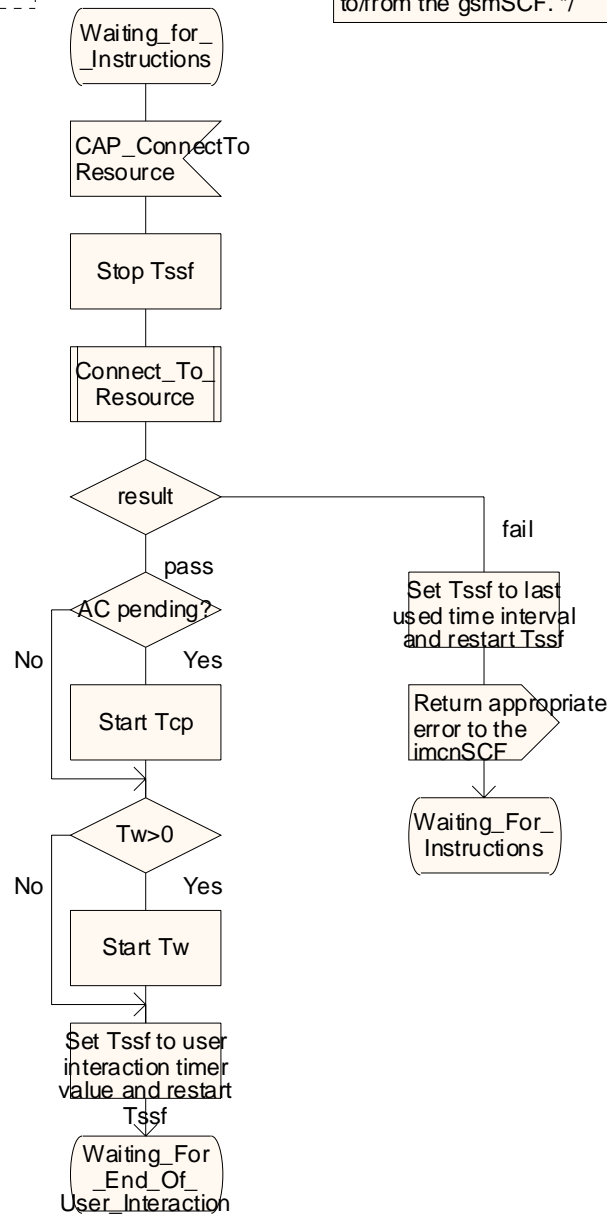 to/from the gsmSCF. */
Waiting_for_
_Instructions
CAP_ConnectTo
Resource
Stop Tssf
Connect_To_
Resource
result
fail
pass
Set Tssf to last
used time interval
and restart Tssf
AC pending?
No
Yes
Return appropriate
error to the
imcnSCF
Start Tcp
Waiting_For_
Instructions
Tw>0
No
Yes
Start Tw
Set Tssf to user
interaction timer
value and restart
Tssf
Waiting_For
_End_Of_
User_Interaction